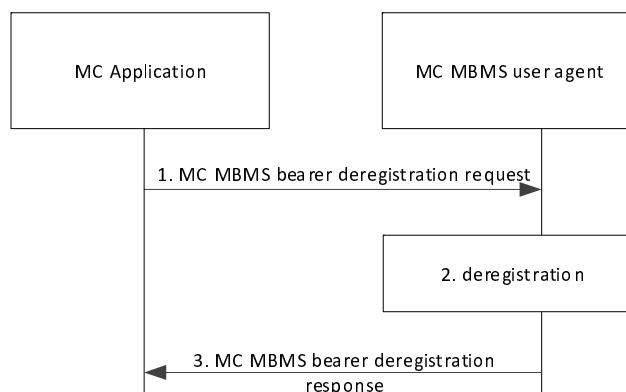 MC Application
MC MBMS user agent
1. MC MBMS bearer deregistration request
2. deregistration
3. MC MBMS bearer deregistration
response